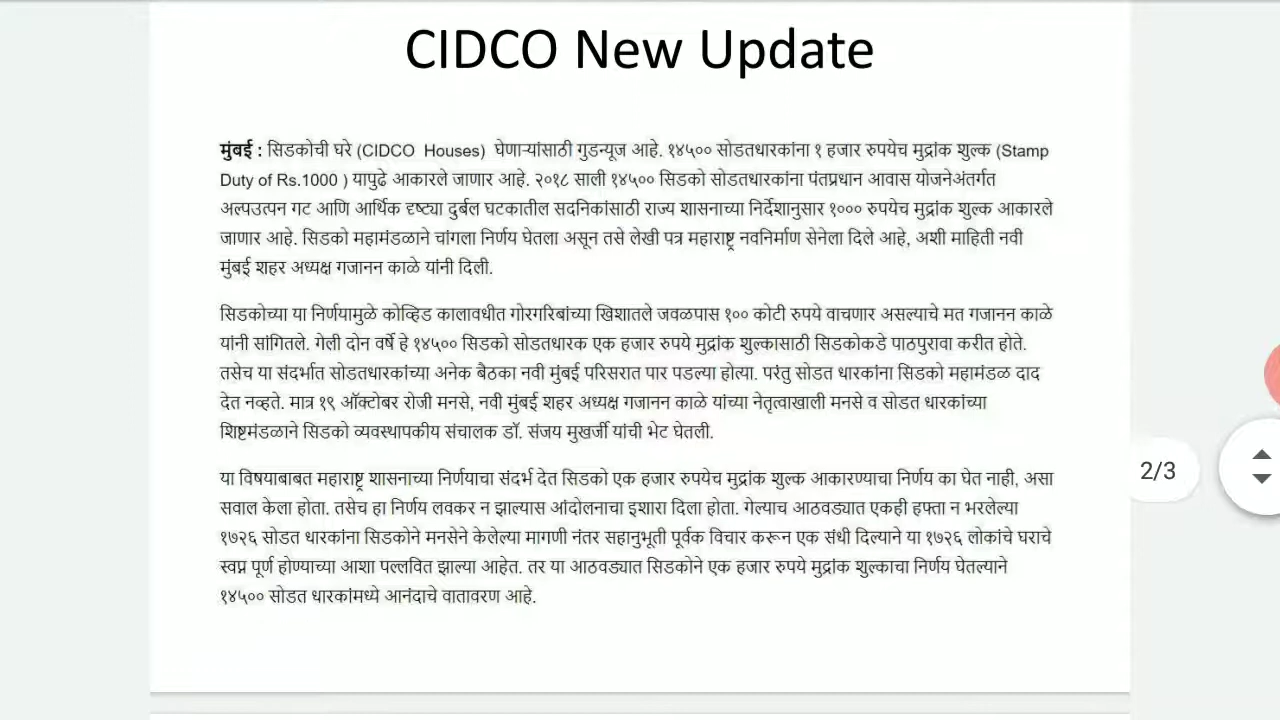 CIDCO New Update
मुंबई : सिडकोची घरे (CIDCO Houses) घेणाऱ्यांसाठी गुडन्यूज आहे. १४५०० सोडतधारकांना १ हजार रुपयेच मुद्रांक शुल्क (Stamp
Duty of Rs.1000 ) यापुढे आकारले जाणार आहे. २०१८ साली १४५०० सिडको सोडतधारकांना पंतप्रधान आवास योजनेअंतर्गत
अल्पउत्पन गट आणि आर्थिक दृष्ट्या दुर्बल घटकातील सदनिकांसाठी राज्य शासनाच्या निर्देशानुसार १००० रुपयेच मुद्रांक शुल्क आकारले
जाणार आहे. सिडको महामंडळाने चांगला निर्णय घेतला असून तसे लेखी पत्र महाराष्ट्र नवनिर्माण सेनेला दिले आहे, अशी माहिती नवी
मुंबई शहर अध्यक्ष गजानन काळे यांनी दिली.
सिडकोच्या या निर्णयामुळे कोव्हिड कालावधीत गोरगरिबांच्या खिशातले जवळपास १०० कोटी रुपये वाचणार असल्याचे मत गजानन काळे
यांनी सांगितले. गेली दोन वर्षे हे १४५०० सिडको सोडतधारक एक हजार रुपये मुद्रांक शुल्कासाठी सिडकोकडे पाठपुरावा करीत होते.
तसेच या संदर्भात सोडतधारकांच्या अनेक बैठका नवी मुंबई परिसरात पार पडल्या होत्या. परंतु सोडत धारकांना सिडको महामंडळ दाद
देत नव्हते. मात्र १९ ऑक्टोबर रोजी मनसे, नवी मुंबई शहर अध्यक्ष गजानन काळे यांच्या नेतृत्वाखाली मनसे व सोडत धारकांच्या
शिष्टमंडळाने सिडको व्यवस्थापकीय संचालक डॉ. संजय मुखर्जी यांची भेट घेतली.
या विषयाबाबत महाराष्ट्र शासनाच्या निर्णयाचा संदर्भ देत सिडको एक हजार रुपयेच मुद्रांक शुल्क आकारण्याचा निर्णय का घेत नाही, असा
सवाल केला होता. तसेच हा निर्णय लवकर न झाल्यास आंदोलनाचा इशारा दिला होता. गेल्याच आठवड्यात एकही हफ्ता न भरलेल्या
१७२६ सोडत धारकांना सिडकोने मनसेने केलेल्या मागणी नंतर सहानुभूती पूर्वक विचार करून एक संधी दिल्याने या १७२६ लोकांचे घराचे
स्वप्न पूर्ण होण्याच्या आशा पल्लवित झाल्या आहेत. तर या आठवड्यात सिडकोने एक हजार रुपये मुद्रांक शुल्काचा निर्णय घेतल्याने
१४५०० सोडत धारकांमध्ये आनंदाचे वातावरण आहे.
2/3